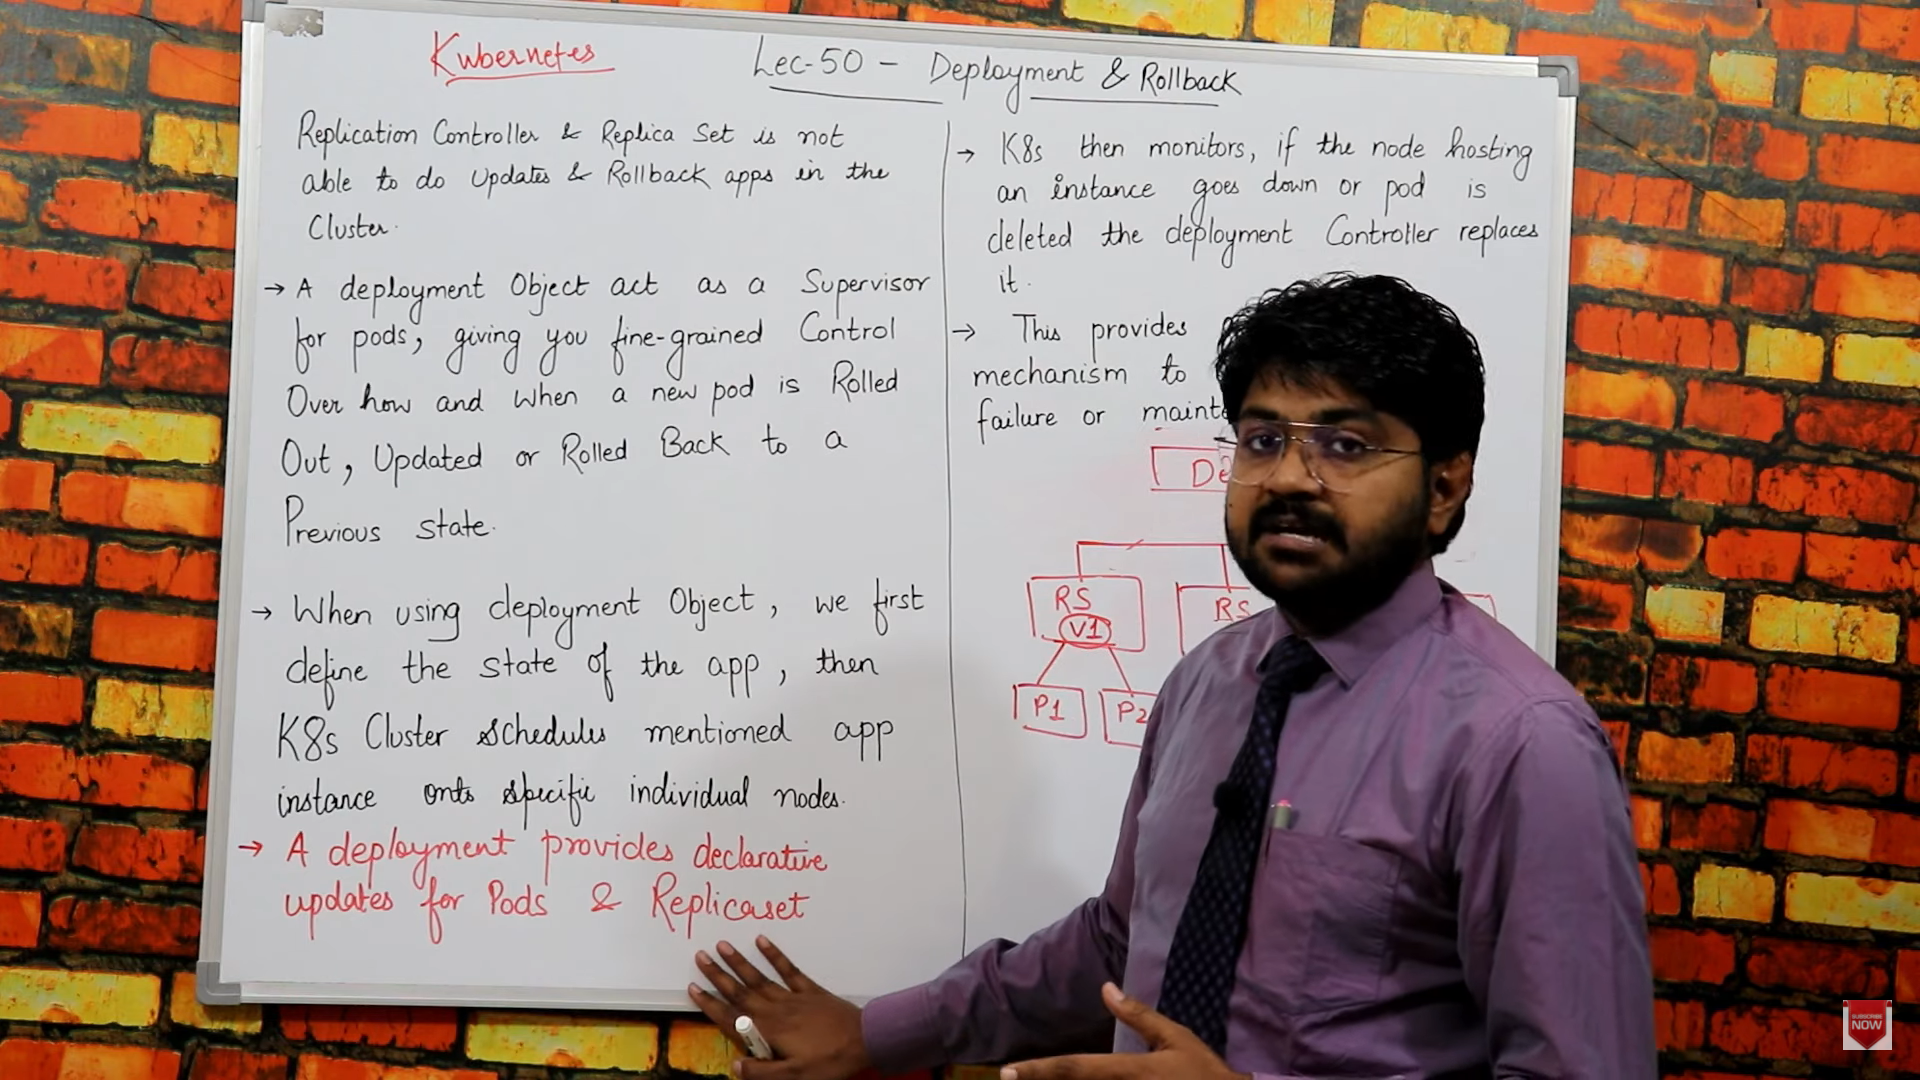 Kubernetes
Lec-50 - Deployment & Rollback
Replication Controller & Replica Set is not
able to do Updates & Rollback apps in the
Cluster.
→ A deployment Object act as a Supervisor
for pods, giving you fine-grained Control
Over how and when a new pod is Rolled
Out, Updated or Rolled Back to a
Previous state.
→ When using deployment Object, we first
define the state of the app, then
K8s Cluster schedules mentioned app
instance onto specific individual nodes.
→ A deployment provides declarative
updates for Pods & Replicaset
→ K8s then monitors, if the node hosting
an instance goes down or pod is
deleted the deployment Controller replaces
it.
→ This provides
mechanism to
failure or mainte
De
RS
V1
RS
P1
P2
SUBSCRIBE
NOW